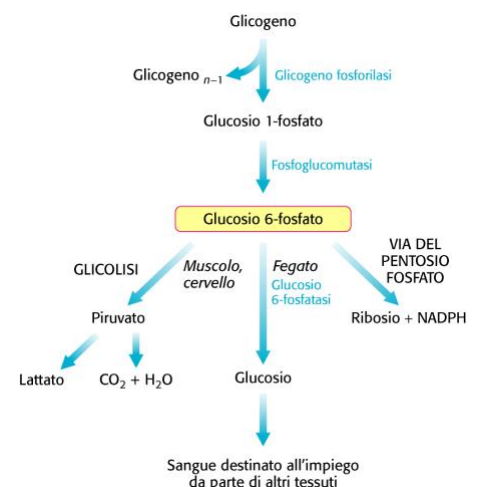 Glicogeno
Glicogeno n–1
Glicogeno fosforilasi
Glucosio 1-fosfato
Fosfoglucomutasi
Glucosio 6-fosfato
GLICOLISI
Muscolo,
cervello
Fegato
Glucosio
6-fosfatasi
VIA DEL
PENTOSIO
FOSFATO
Piruvato
Ribosio + NADPH
Lattato
CO₂ + H₂O
Glucosio
Sangue destinato all’impiego
da parte di altri tessuti